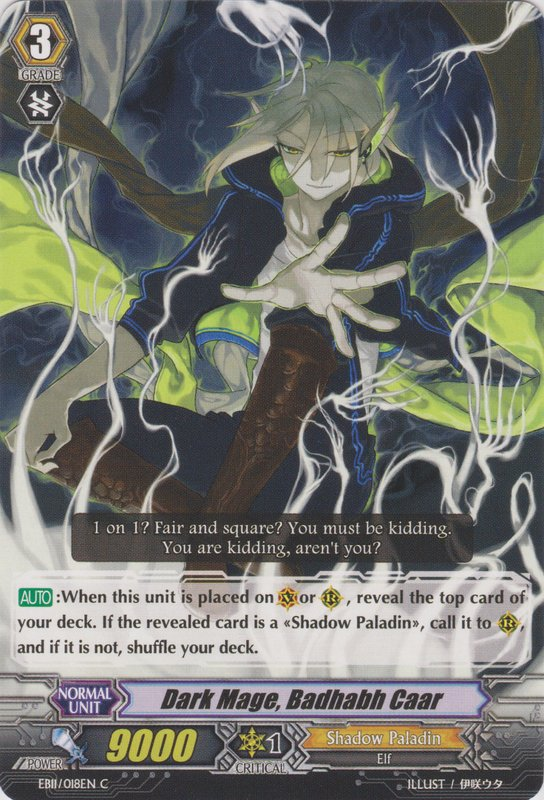 3
GRADE
1 on 1? Fair and square? You must be kidding.
You are kidding, aren't you?
AUTO :When this unit is placed on V or R , reveal the top card of
your deck. If the revealed card is a «Shadow Paladin», call it to R ,
and if it is not, shuffle your deck.
NORMAL
UNIT
Dark Mage, Badhabh Caar
POWER
9000
1
CRITICAL
Shadow Paladin
Elf
EB11/018EN C
ILLUST / 伊咲ウタ